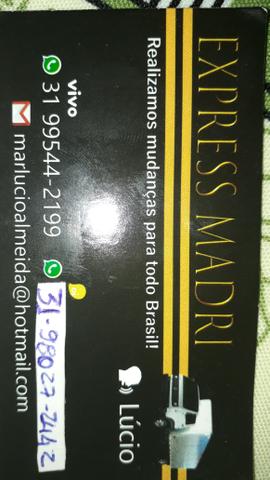 EXPRESS MADRI
Realizamos mudanças para todo Brasil!
Lúcio
vivo
31 99544-2199
31-98027-2442
marlucioalmeida@hotmail.com